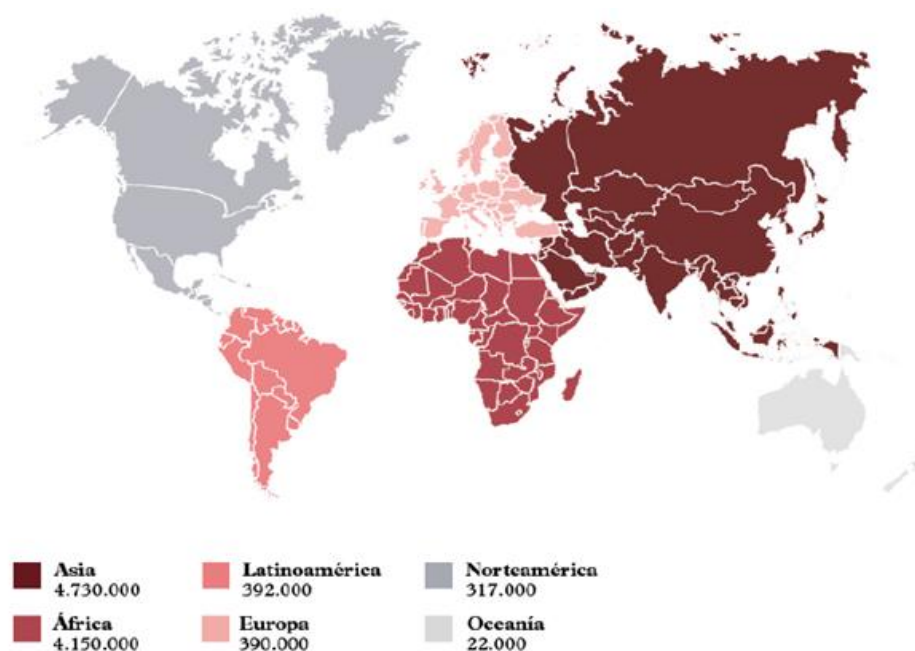 Asia
4.730.000
Latinoamérica
392.000
Norteamérica
317.000
África
4.150.000
Europa
390.000
Oceanía
22.000